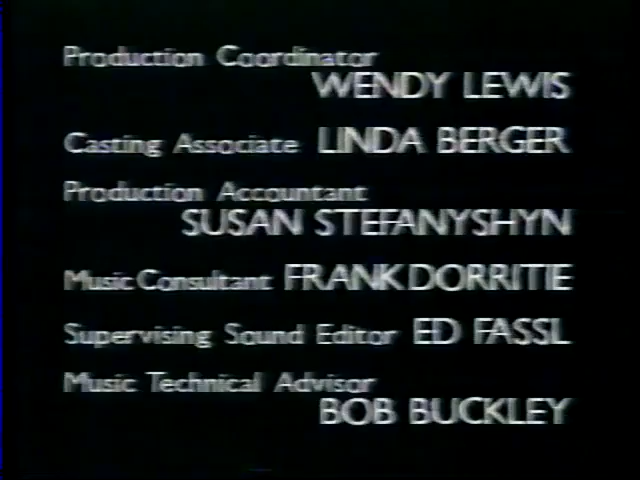 Production Coordinator
WENDY LEWIS
Casting Associate LINDA BERGER
Production Accountant
SUSAN STEFANYSHYN
Music Consultant FRANK DORRITIE
Supervising Sound Editor ED FASSL
Music Technical Advisor
BOB BUCKLEY